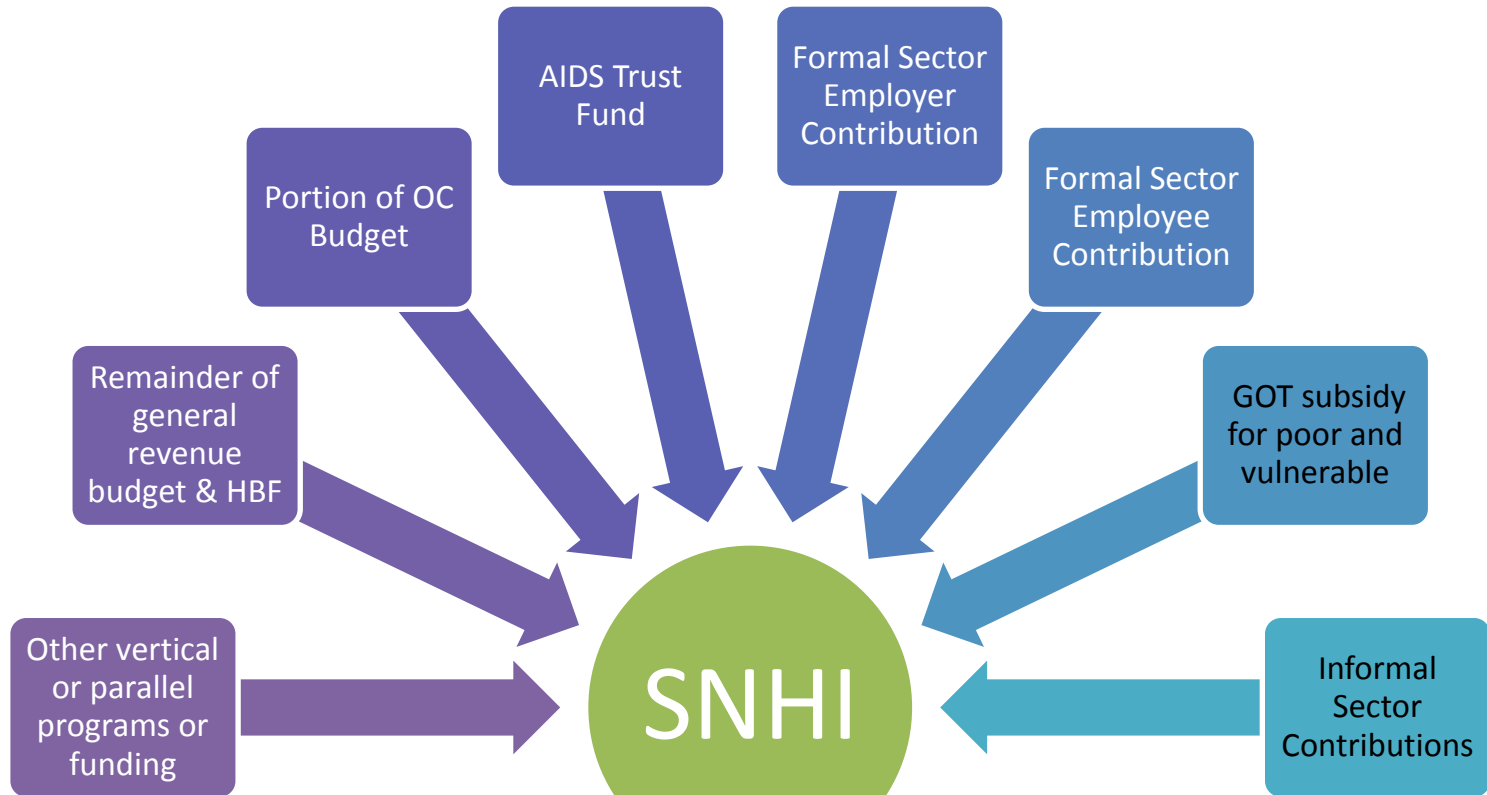 Other vertical
or parallel
programs or
funding
Remainder of
general
revenue
budget & HBF
Portion of OC
Budget
AIDS Trust
Fund
Formal Sector
Employer
Contribution
Formal Sector
Employee
Contribution
GOT subsidy
for poor and
vulnerable
Informal
Sector
Contributions
SNHI